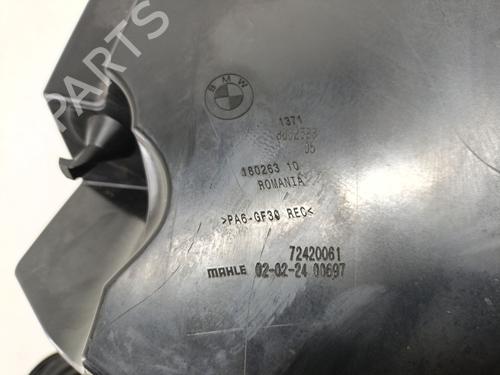 B-PARTS
BMW
1371
05
180263 10
ROMANIA
>PA6-GF30 REC<
72420061
MAHLE 02-02-24 00697